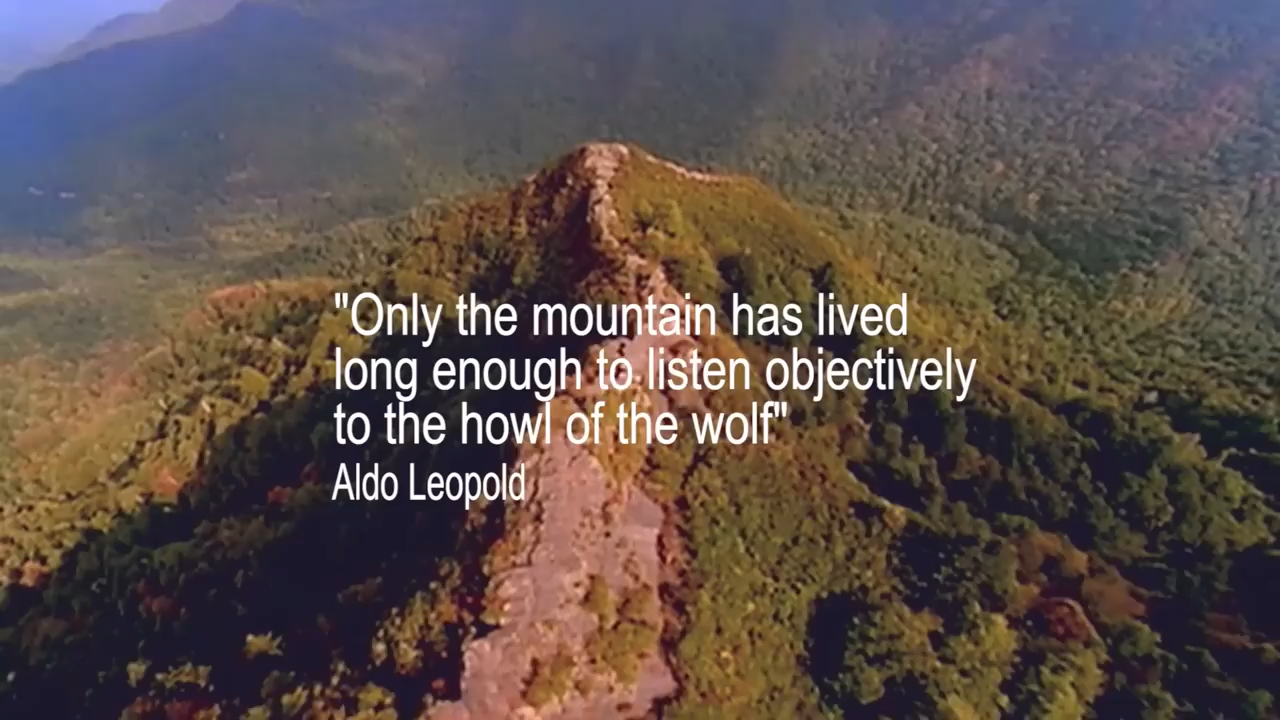 "Only the mountain has lived
long enough to listen objectively
to the howl of the wolf"
Aldo Leopold